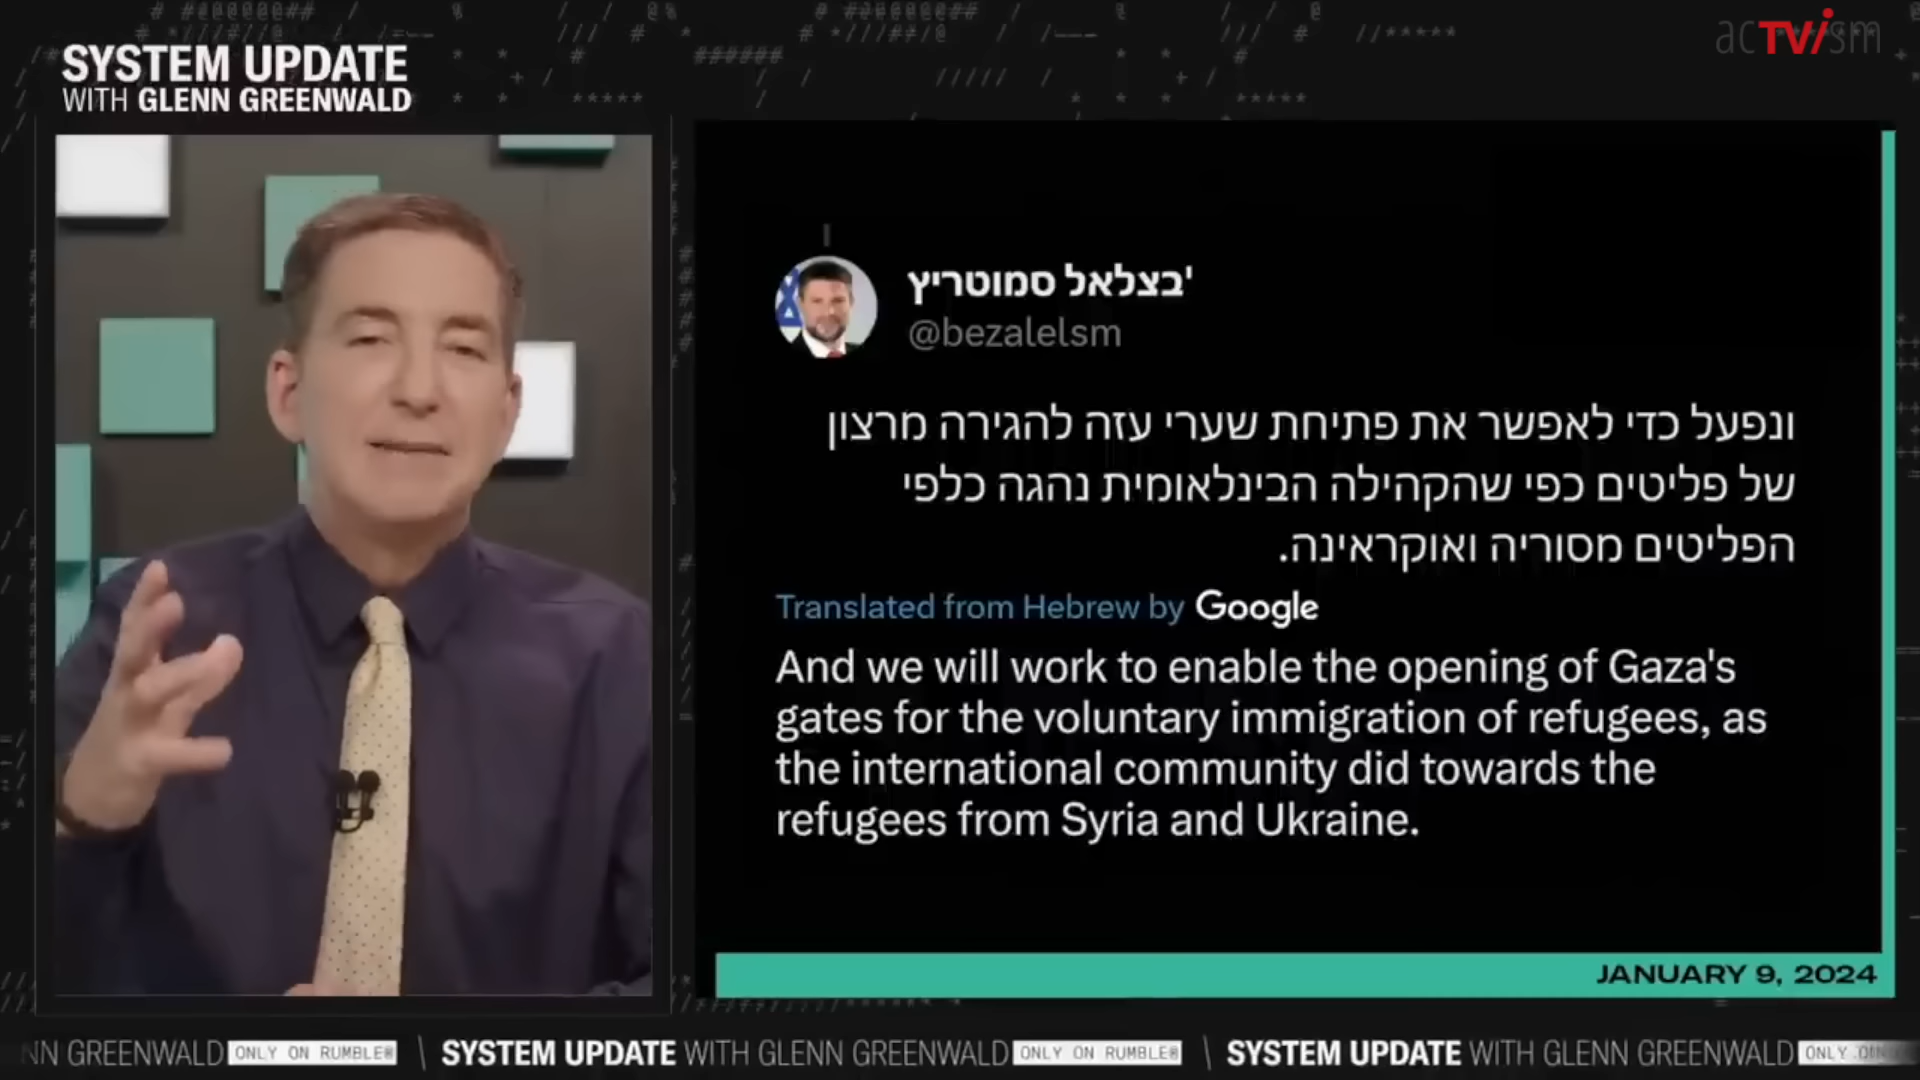 SYSTEM UPDATE
WITH GLENN GREENWALD
acTVism
בצלאל סמוטריץ'
@bezalelsm
ונפעל כדי לאפשר את פתיחת שערי עזה להגירה מרצון
של פליטים כפי שהקהילה הבינלאומית נהגה כלפי
הפליטים מסוריה ואוקראינה.
Translated from Hebrew by Google
And we will work to enable the opening of Gaza's
gates for the voluntary immigration of refugees, as
the international community did towards the
refugees from Syria and Ukraine.
JANUARY 9, 2024
NN GREENWALD ONLY ON RUMBLE® \ SYSTEM UPDATE WITH GLENN GREENWALD ONLY ON RUMBLE® \ SYSTEM UPDATE WITH GLENN GREENWALD ONLY ON